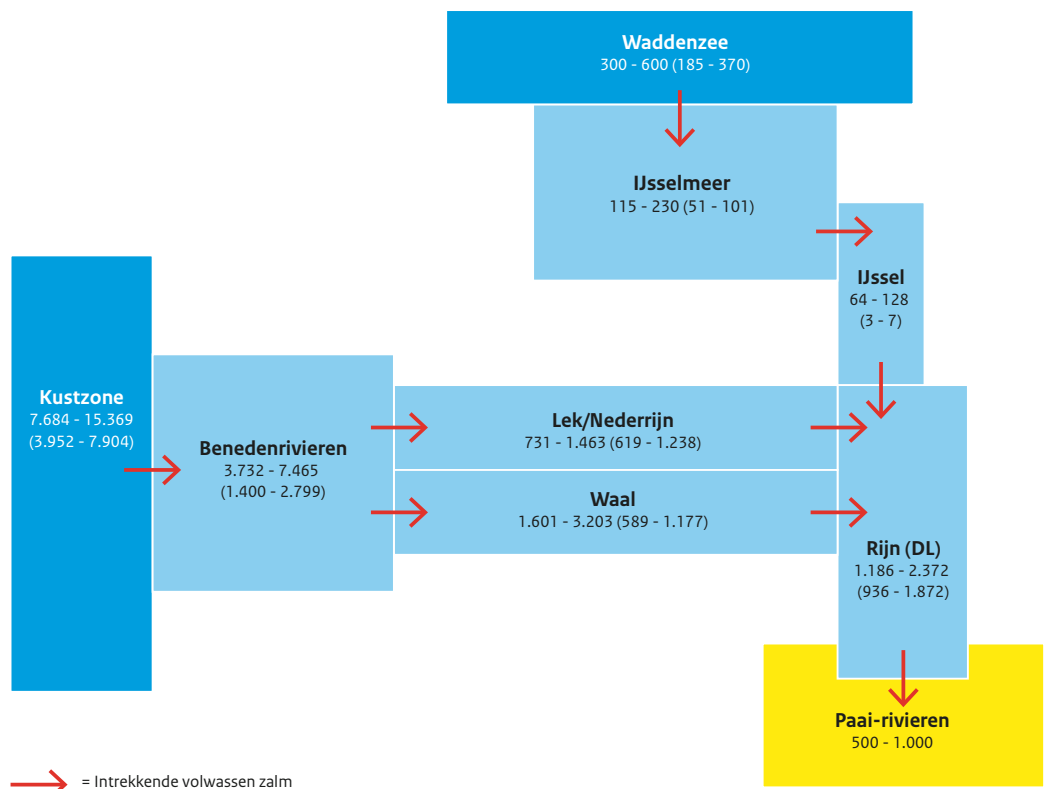 Waddenzee
300 - 600 (185 - 370)
IJsselmeer
115 - 230 (51 - 101)
IJssel
64 - 128
(3 - 7)
Kustzone
7.684 - 15.369
(3.952 - 7.904)
Benedenrivieren
3.732 - 7.465
(1.400 - 2.799)
Lek/Nederrijn
731 - 1.463 (619 - 1.238)
Waal
1.601 - 3.203 (589 - 1.177)
Rijn (DL)
1.186 - 2.372
(936 - 1.872)
Paai-rivieren
500 - 1.000
= Intrekkende volwassen zalm